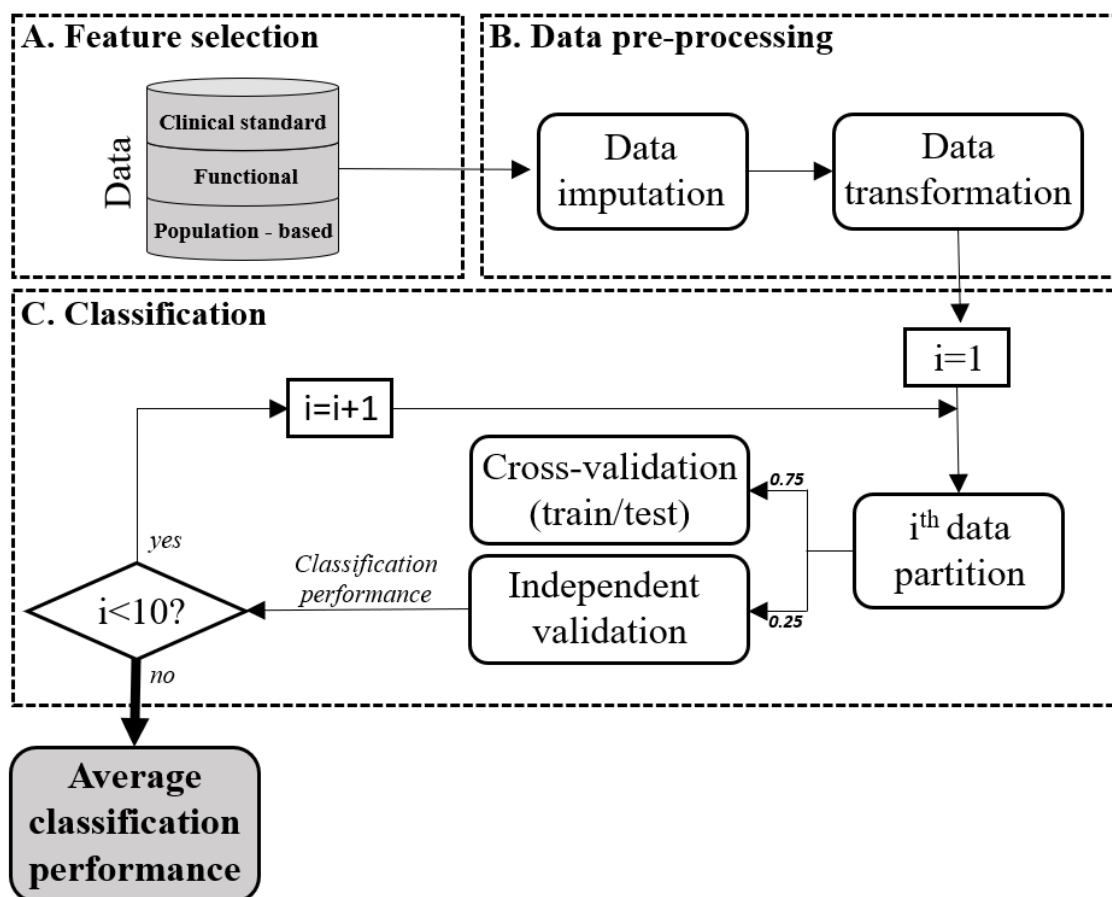 A. Feature selection
B. Data pre-processing
Data
Clinical standard
Functional
Population - based
Data
imputation
Data
transformation
C. Classification
i=1
i=i+1
Cross-validation
(train/test)
0.75
ith data
partition
yes
Classification
performance
Independent
validation
0.25
i<10?
no
Average
classification
performance